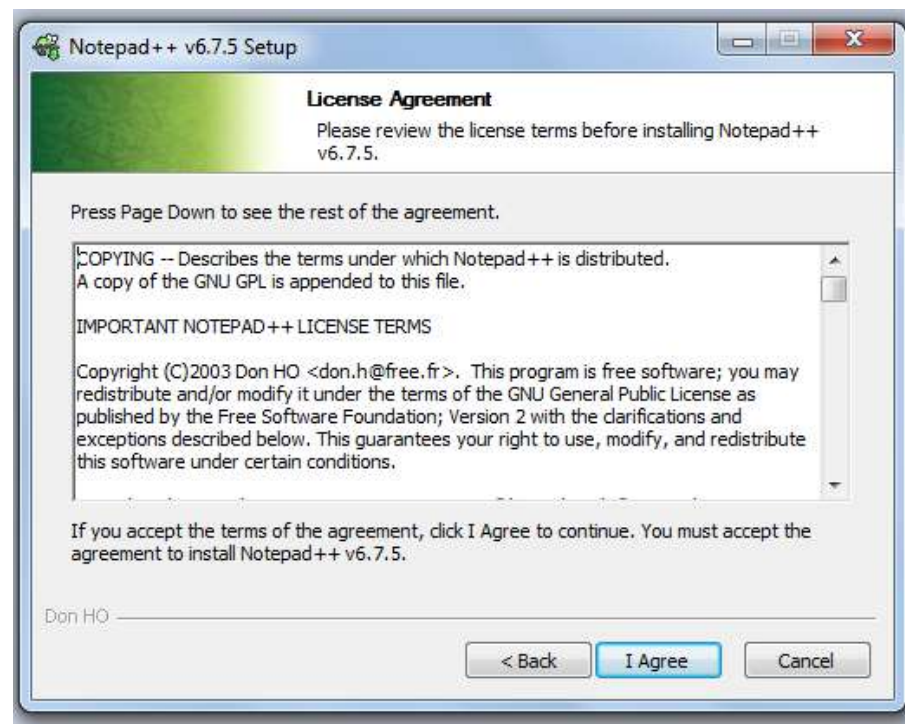 Notepad++ v6.7.5 Setup
License Agreement
Please review the license terms before installing Notepad++
v6.7.5.
Press Page Down to see the rest of the agreement.
COPYING -- Describes the terms under which Notepad++ is distributed.
A copy of the GNU GPL is appended to this file.
IMPORTANT NOTEPAD++ LICENSE TERMS
Copyright (C)2003 Don HO <don.h@free.fr>.  This program is free software; you may
redistribute and/or modify it under the terms of the GNU General Public License as
published by the Free Software Foundation; Version 2 with the clarifications and
exceptions described below. This guarantees your right to use, modify, and redistribute
this software under certain conditions.
If you accept the terms of the agreement, click I Agree to continue. You must accept the
agreement to install Notepad++ v6.7.5.
Don HO
< Back I Agree Cancel